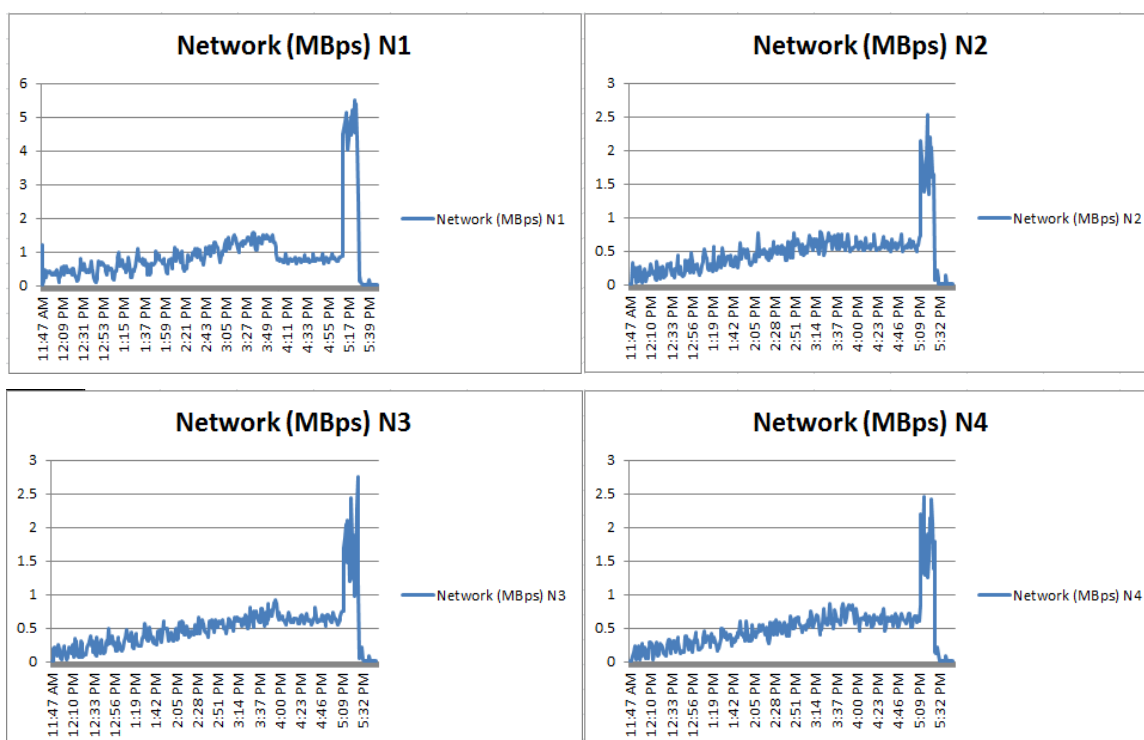 Network (MBps) N1
6
5
4
3
2
1
0
Network (MBps) N1
11:47 AM
12:09 PM
12:31 PM
12:53 PM
1:15 PM
1:37 PM
1:59 PM
2:21 PM
2:43 PM
3:05 PM
3:27 PM
3:49 PM
4:11 PM
4:33 PM
4:55 PM
5:17 PM
5:39 PM
Network (MBps) N2
3
2.5
2
1.5
1
0.5
0
Network (MBps) N2
11:47 AM
12:10 PM
12:33 PM
12:56 PM
1:19 PM
1:42 PM
2:05 PM
2:28 PM
2:51 PM
3:14 PM
3:37 PM
4:00 PM
4:23 PM
4:46 PM
5:09 PM
5:32 PM
Network (MBps) N3
3
2.5
2
1.5
1
0.5
0
Network (MBps) N3
11:47 AM
12:10 PM
12:33 PM
12:56 PM
1:19 PM
1:42 PM
2:05 PM
2:28 PM
2:51 PM
3:14 PM
3:37 PM
4:00 PM
4:23 PM
4:46 PM
5:09 PM
5:32 PM
Network (MBps) N4
3
2.5
2
1.5
1
0.5
0
Network (MBps) N4
11:47 AM
12:10 PM
12:33 PM
12:56 PM
1:19 PM
1:42 PM
2:05 PM
2:28 PM
2:51 PM
3:14 PM
3:37 PM
4:00 PM
4:23 PM
4:46 PM
5:09 PM
5:32 PM